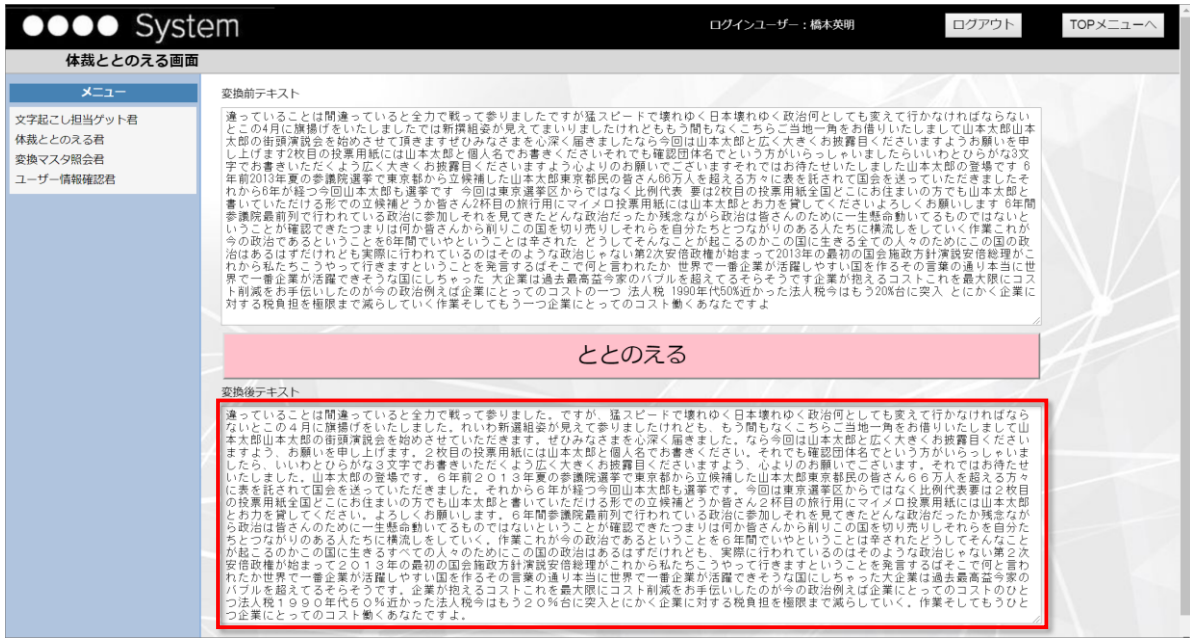 ●●●● System
ログインユーザー：橋本英明
ログアウト
TOPメニューへ
体裁ととのえる画面
メニュー
文字起こし担当ゲット君
体裁ととのえる君
変換マスタ照会君
ユーザー情報確認君
変換前テキスト
違っていることは間違っていると全力で戦って参りましたですが猛スピードで壊れゆく日本壊れゆく政治何としても変えて行かなければならない
とこの4月に旗揚げをいたしましたでは新撰組姿が見えてまいりましたけれどももう間もなくこちらご当地一角をお借りいたしまして山本太郎山本
太郎の街頭演説会を始めさせて頂きますぜひみなさまを心深く届きましたなら今回は山本太郎と広く大きくお披露目くださいますようお願いを申
し上げます2枚目の投票用紙には山本太郎と個人名でお書きくださいそれでも確認団体名でという方がいらっしゃいましたらいいわとひらがな3文
字でお書きいただくよう広く大きくお披露目くださいますよう心よりのお願いでございますそれではお待たせいたしました山本太郎の登場です 6
年前2013年夏の参議院選挙で東京都から立候補した山本太郎東京都民の皆さん66万人を超える方々に表を託されて国会を送っていただきましたそ
れから6年が経つ今回山本太郎も選挙です 今回は東京選挙区からではなく比例代表 要は2枚目の投票用紙全国どこにお住まいの方でも山本太郎と
書いていただける形での立候補どうか皆さん2杯目の旅行用にマイメロ投票用紙には山本太郎とお力を貸してくださいよろしくお願いします 6年間
参議院最前列で行われている政治に参加しそれを見てきたどんな政治だったか残念ながら政治は皆さんのために一生懸命動いてるものではないと
いうことが確認できたつまりは何か皆さんから削りこの国を切り売りしそれらを自分たちとつながりのある人たちに横流しをしていく作業これが
今の政治であるということを6年間でいやということは辛された どうしてそんなことが起こるのかこの国に生きる全ての人々のためにこの国の政
治はあるはずだけれども実際に行われているのはそのような政治じゃない第2次安倍政権が始まって2013年の最初の国会施政方針演説安倍総理がこ
れから私たちこうやって行きますということを発言するばそこで何と言われたか 世界で一番企業が活躍しやすい国を作るその言葉の通り本当に世
界で一番企業が活躍できそうな国にしちゃった 大企業は過去最高益今家のバブルを超えてるそらそうです企業が抱えるコストこれを最大限にコス
ト削減をお手伝いしたのが今の政治例えば企業にとってのコストの一つ 法人税 1990年代50%近かった法人税今はもう20%台に突入 とにかく企業に
対する税負担を極限まで減らしていく作業そしてもう一つ企業にとってのコスト働くあなたですよ
ととのえる
変換後テキスト
違っていることは間違っていると全力で戦って参りました。ですが、猛スピードで壊れゆく日本壊れゆく政治何としても変えて行かなければなら
ないとこの４月に旗揚げをいたしました。れいわ新選組姿が見えて参りましたけれども、もう間もなくこちらご当地一角をお借りいたしまして山
本太郎山本太郎の街頭演説会を始めさせていただきます。ぜひみなさまを心深く届きました。なら今回は山本太郎と広く大きくお披露目ください
ますよう、お願いを申し上げます。２枚目の投票用紙には山本太郎と個人名でお書きください。それでも確認団体名でという方がいらっしゃいま
したら、いいわとひらがな３文字でお書きいただくよう広く大きくお披露目くださいますよう、心よりのお願いでございます。それではお待たせ
いたしました。山本太郎の登場です。６年前２０１３年夏の参議院選挙で東京都から立候補した山本太郎東京都民の皆さん６６万人を超える方々
に表を託されて国会を送っていただきました。それから６年が経つ今回山本太郎も選挙です。今回は東京選挙区からではなく比例代表要は２枚目
の投票用紙全国どこにお住まいの方でも山本太郎と書いていただける形での立候補どうか皆さん２杯目の旅行用にマイメロ投票用紙には山本太郎
とお力を貸してください。よろしくお願いします。６年間参議院最前列で行われている政治に参加しそれを見てきたどんな政治だったか残念なが
ら政治は皆さんのために一生懸命動いてるものではないということが確認できたつまりは何か皆さんから削りこの国を切り売りしそれらを自分た
ちとつながりのある人たちに横流しをしていく。作業これが今の政治であるということを６年間でいやということは辛されたどうしてそんなこと
が起こるのかこの国に生きるすべての人々のためにこの国の政治はあるはずだけれども、実際に行われているのはそのような政治じゃない第２次
安倍政権が始まって２０１３年の最初の国会施政方針演説安倍総理がこれから私たちこうやって行きますということを発言するばそこで何と言わ
れたか世界で一番企業が活躍しやすい国を作るその言葉の通り本当に世界で一番企業が活躍できそうな国にしちゃった大企業は過去最高益今家の
バブルを超えてるそらそうです。企業が抱えるコストこれを最大限にコスト削減をお手伝いしたのが今の政治例えば企業にとってのコストのひと
つ法人税１９９０年代５０％近かった法人税今はもう２０％台に突入とにかく企業に対する税負担を極限まで減らしていく。作業そしてもうひと
つ企業にとってのコスト働くあなたですよ。